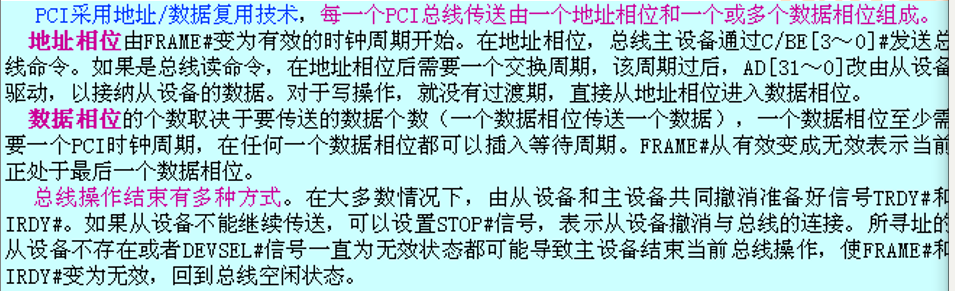 PCI采用地址/数据复用技术，每一个PCI总线传送由一个地址相位和一个或多个数据相位组成。
地址相位由FRAME#变为有效的时钟周期开始。在地址相位，总线主设备通过C/BE[3～0]#发送总
线命令。如果是总线读命令，在地址相位后需要一个交换周期，该周期过后，AD[31～0]改由从设备
驱动，以接纳从设备的数据。对于写操作，就没有过渡期，直接从地址相位进入数据相位。
数据相位的个数取决于要传送的数据个数（一个数据相位传送一个数据），一个数据相位至少需
要一个PCI时钟周期，在任何一个数据相位都可以插入等待周期。FRAME#从有效变成无效表示当前
正处于最后一个数据相位。
总线操作结束有多种方式。在大多数情况下，由从设备和主设备共同撤消准备好信号TRDY#和
IRDY#。如果从设备不能继续传送，可以设置STOP#信号，表示从设备撤消与总线的连接。所寻址的
从设备不存在或者DEVSEL#信号一直为无效状态都可能导致主设备结束当前总线操作，使FRAME#和
IRDY#变为无效，回到总线空闲状态。